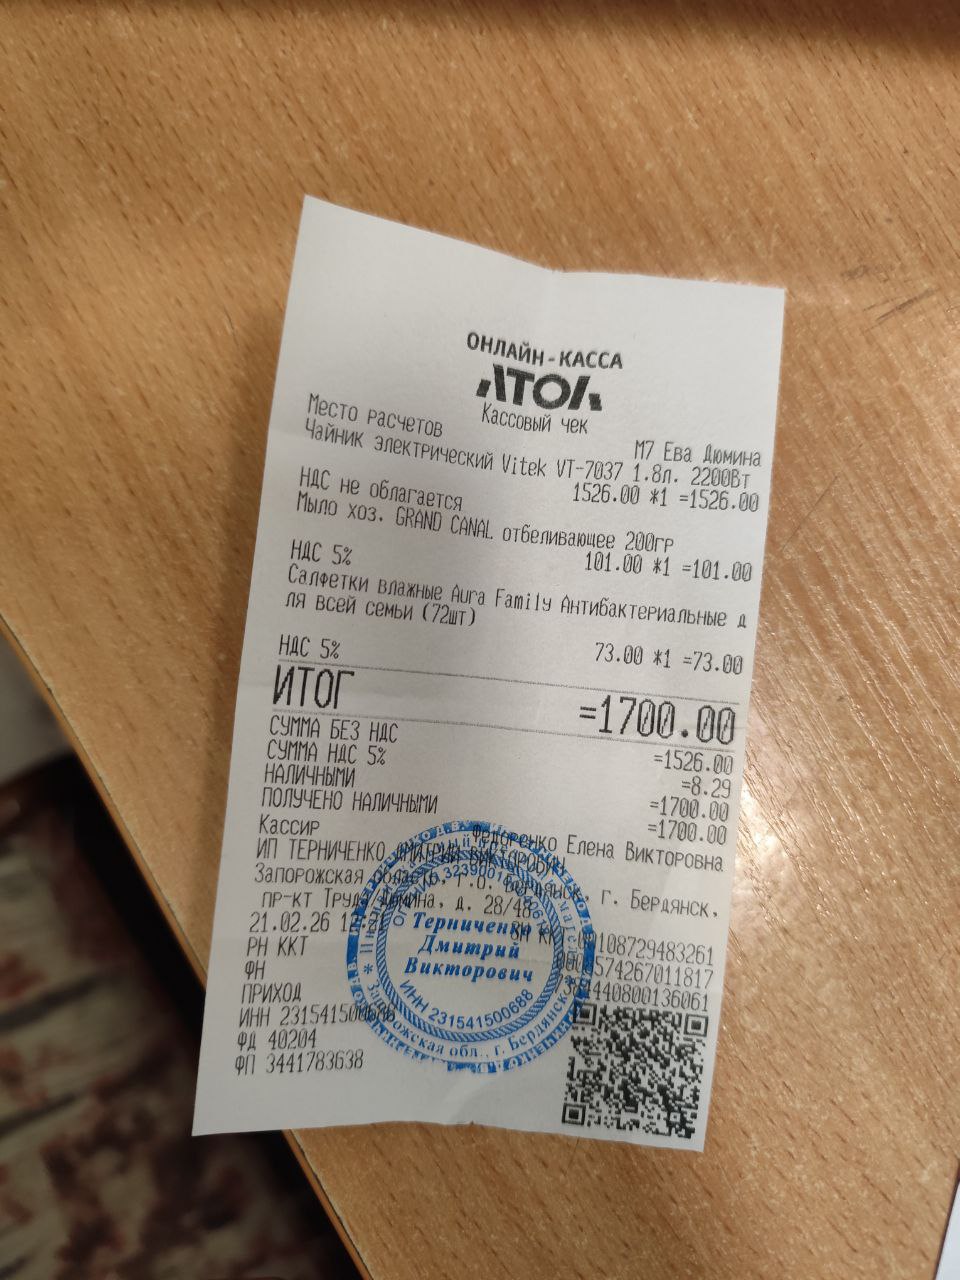 ОНЛАЙН-КАССА
АТОЛ
Кассовый чек
Место расчетов М7 Ева Дюмина
Чайник электрический Vitek VT-7037 1.8л. 2200Вт
1526.00 *1 =1526.00
НДС не облагается
Мыло хоз. GRAND CANAL отбеливающее 200гр
101.00 *1 =101.00
НДС 5%
Салфетки влажные Aura Family Антибактериальные д
ля всей семьи (72шт)
73.00 *1 =73.00
НДС 5%
ИТОГ =1700.00
СУММА БЕЗ НДС =1526.00
СУММА НДС 5% =8.29
НАЛИЧНЫМИ =1700.00
ПОЛУЧЕНО НАЛИЧНЫМИ =1700.00
Кассир Федоренко Елена Викторовна
ИП ТЕРНИЧЕНКО ДМИТРИЙ ВИКТОРОВИЧ
Запорожская область, Г.О. Бердянск, г. Бердянск,
пр-кт Труда/Дюмина, д. 28/48
21.02.26
РН ККТ
ФН
ПРИХОД
ИНН 231541500688
ФД 40204
ФП 3441783638
Терниченко
Дмитрий
Викторович
ИНН 231541500688
Запорожская обл., г. Бердянск